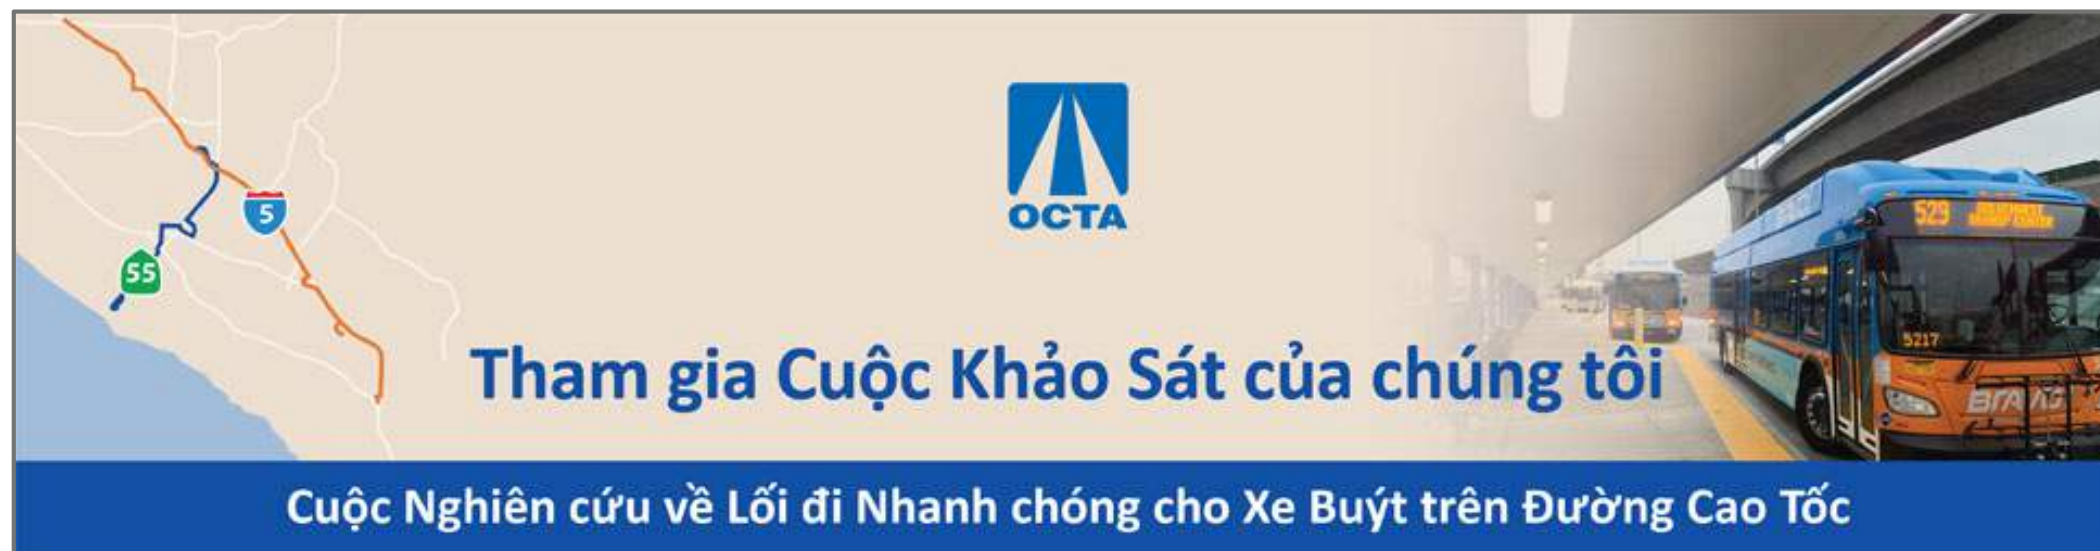 OCTA
5
55
529
5217
Tham gia Cuộc Khảo Sát của chúng tôi
Cuộc Nghiên cứu về Lối đi Nhanh chóng cho Xe Buýt trên Đường Cao Tốc